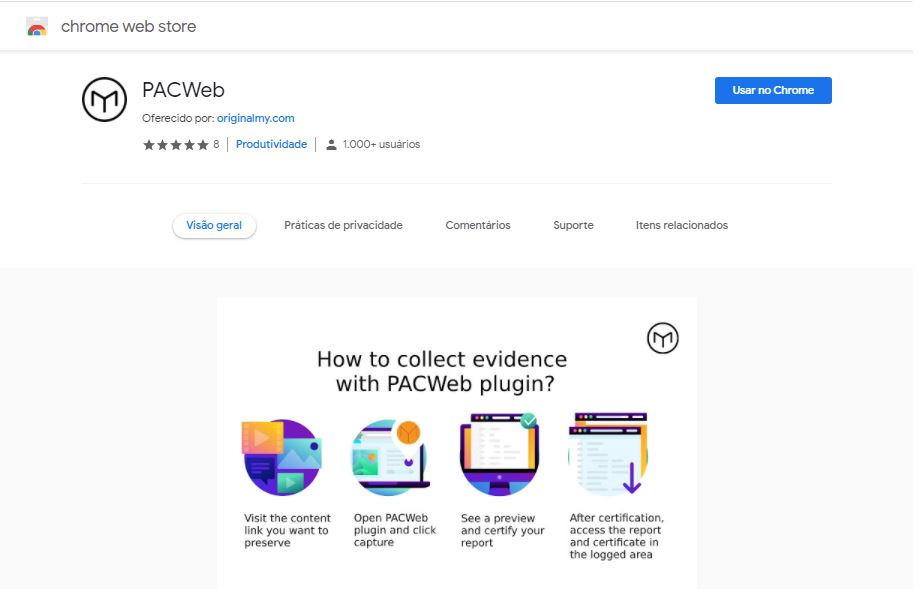 chrome web store
PACWeb
Usar no Chrome
Oferecido por: originalmy.com
8 Produtividade 1.000+ usuários
Visão geral Práticas de privacidade Comentários Suporte Itens relacionados
How to collect evidence
with PACWeb plugin?
Visit the content
link you want to
preserve
Open PACWeb
plugin and click
capture
See a preview
and certify your
report
After certification,
access the report
and certificate in
the logged area